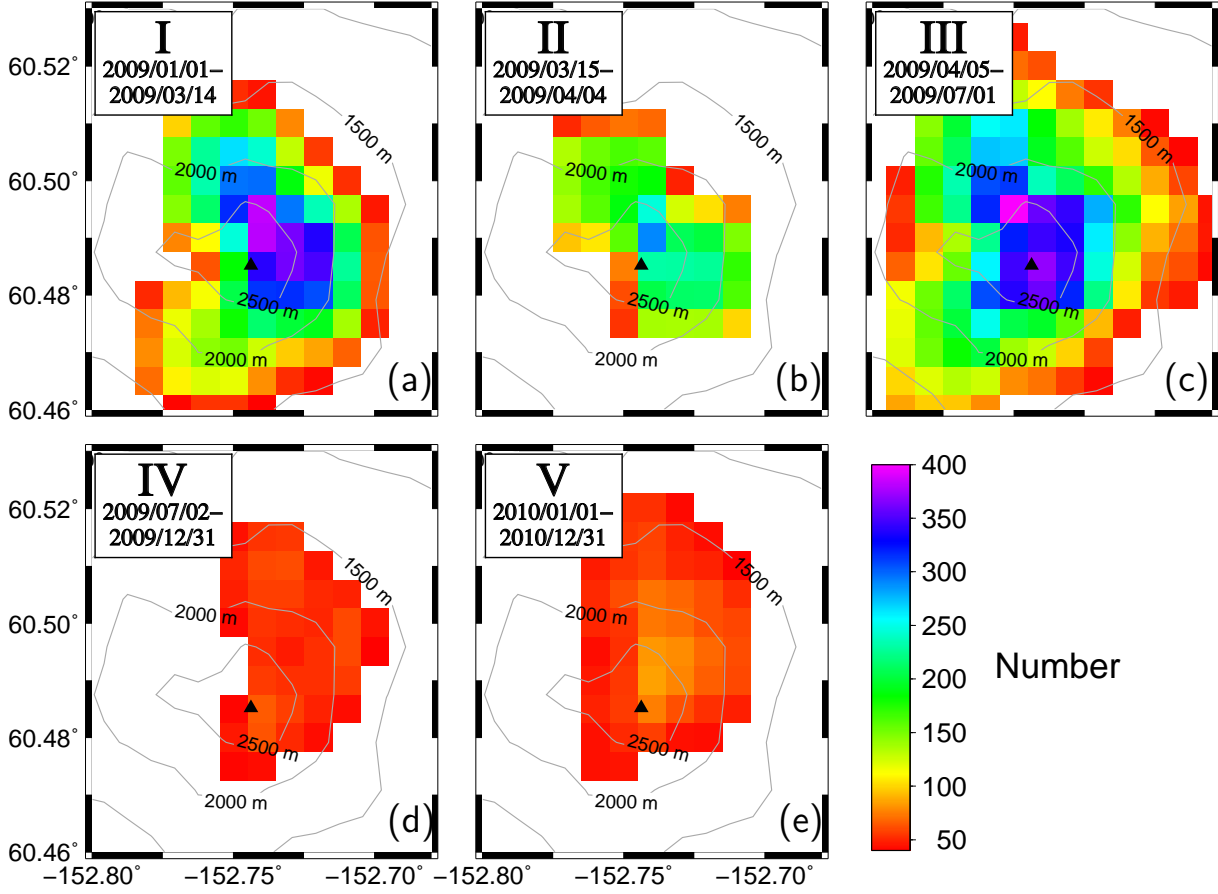 I
2009/01/01–
2009/03/14
1500 m
2000 m
2500 m
2000 m
(a)
60.52°
60.50°
60.48°
60.46°
II
2009/03/15–
2009/04/04
1500 m
2000 m
2500 m
2000 m
(b)
III
2009/04/05–
2009/07/01
1500 m
2000 m
2500 m
2000 m
(c)
IV
2009/07/02–
2009/12/31
1500 m
2000 m
2500 m
2000 m
(d)
60.52°
60.50°
60.48°
60.46°
−152.80° −152.75° −152.70°
V
2010/01/01–
2010/12/31
1500 m
2000 m
2500 m
2000 m
(e)
−152.80° −152.75° −152.70°
400
350
300
250
200
150
100
50
Number